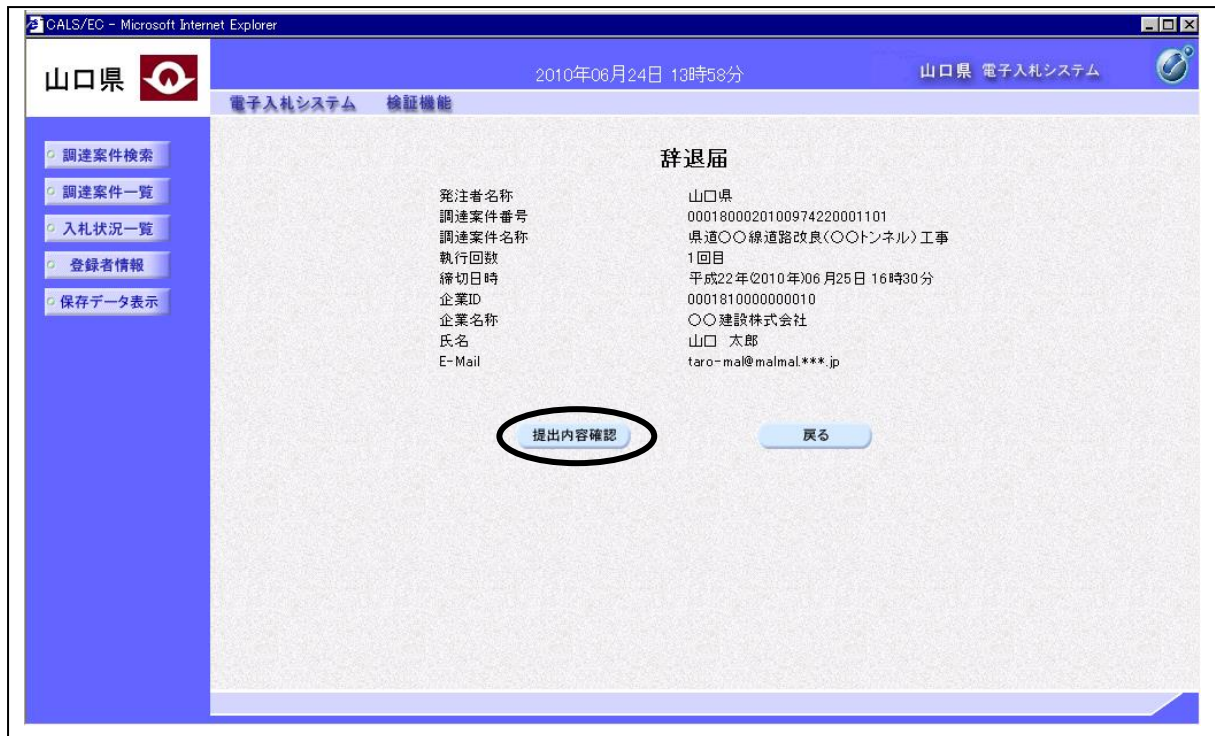 CALS/EC - Microsoft Internet Explorer
山口県
2010年06月24日 13時58分
山口県 電子入札システム
電子入札システム 検証機能
調達案件検索
調達案件一覧
入札状況一覧
登録者情報
保存データ表示
辞退届
発注者名称 山口県
調達案件番号 00018000201009742200001101
調達案件名称 県道〇〇線道路改良(〇〇トンネル)工事
執行回数 1回目
締切日時 平成22年(2010年)06月25日 16時30分
企業ID 0001810000000010
企業名称 〇〇建設株式会社
氏名 山口 太郎
E-Mail taro-mal@malmal.***.jp
提出内容確認 戻る